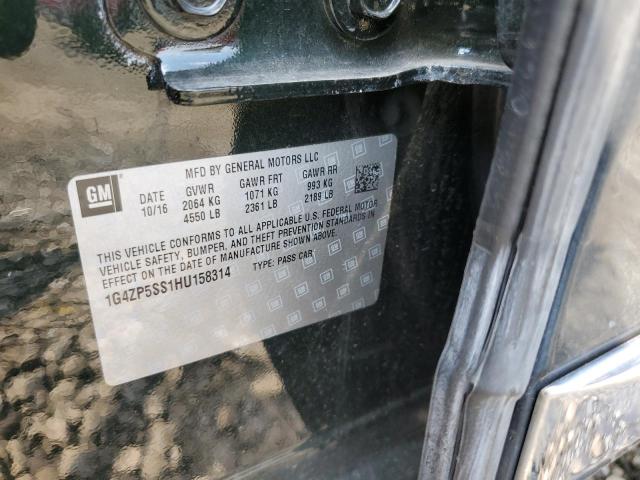 MFD BY GENERAL MOTORS LLC
GM
DATE GVWR GAWR FRT GAWR RR
10/16 2064 KG 1071 KG 993 KG
4550 LB 2361 LB 2189 LB
THIS VEHICLE CONFORMS TO ALL APPLICABLE U.S. FEDERAL MOTOR
VEHICLE SAFETY, BUMPER, AND THEFT PREVENTION STANDARDS IN
EFFECT ON THE DATE OF MANUFACTURE SHOWN ABOVE.
1G4ZP5SS1HU158314 TYPE: PASS CAR